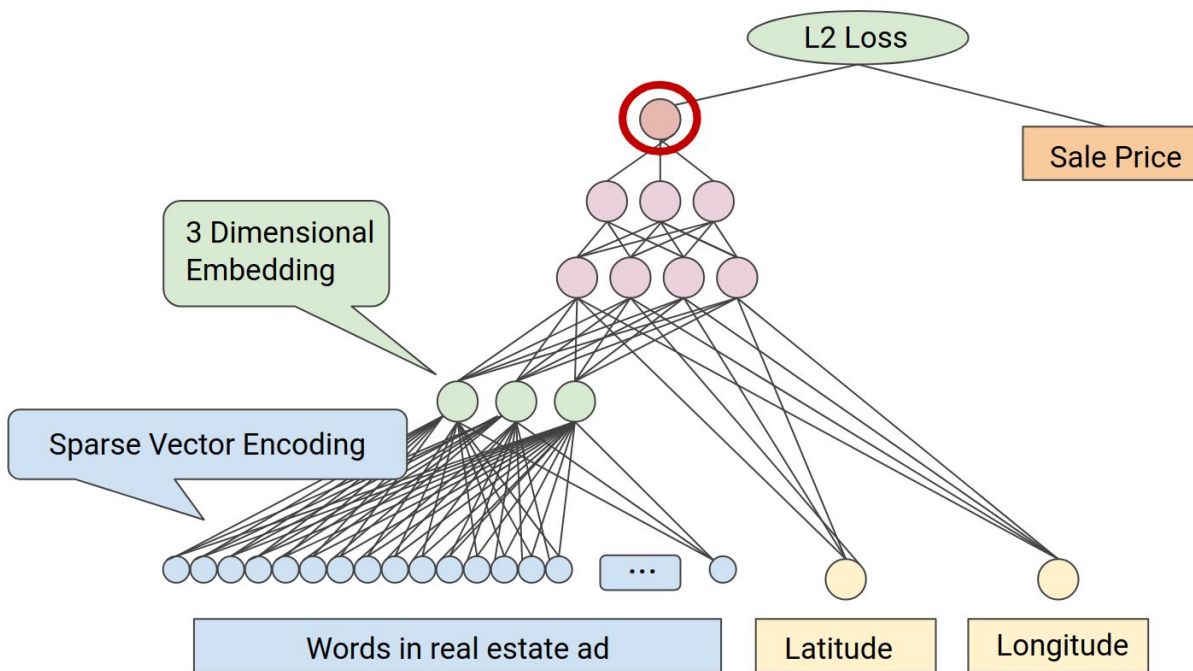 L2 Loss
Sale Price
3 Dimensional
Embedding
Sparse Vector Encoding
...
Words in real estate ad
Latitude
Longitude